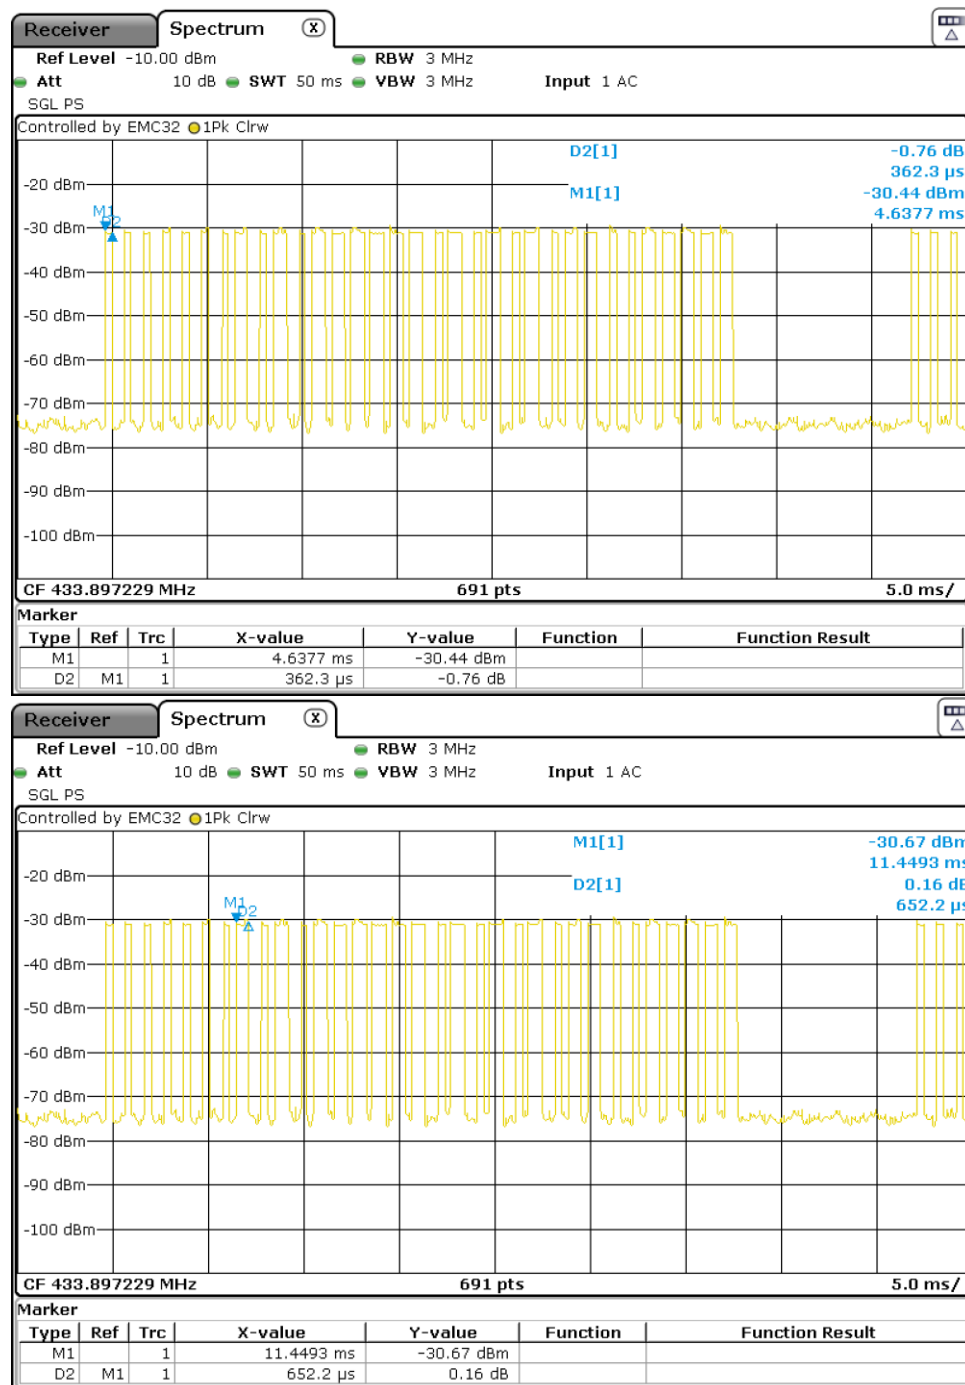 Receiver Spectrum X
Ref Level -10.00 dBm RBW 3 MHz
Att 10 dB SWT 50 ms VBW 3 MHz Input 1 AC
SGL PS
Controlled by EMC32 1Pk Clrw
D2[1] -0.76 dB
362.3 µs
M1[1] -30.44 dBm
4.6377 ms
-20 dBm
M1
D2
-30 dBm
-40 dBm
-50 dBm
-60 dBm
-70 dBm
-80 dBm
-90 dBm
-100 dBm
CF 433.897229 MHz 691 pts 5.0 ms/
Marker
Type Ref Trc X-value Y-value Function Function Result
M1 1 4.6377 ms -30.44 dBm
D2 M1 1 362.3 µs -0.76 dB
Receiver Spectrum X
Ref Level -10.00 dBm RBW 3 MHz
Att 10 dB SWT 50 ms VBW 3 MHz Input 1 AC
SGL PS
Controlled by EMC32 1Pk Clrw
M1[1] -30.67 dBm
11.4493 ms
D2[1] 0.16 dB
652.2 µs
-20 dBm
M1
D2
-30 dBm
-40 dBm
-50 dBm
-60 dBm
-70 dBm
-80 dBm
-90 dBm
-100 dBm
CF 433.897229 MHz 691 pts 5.0 ms/
Marker
Type Ref Trc X-value Y-value Function Function Result
M1 1 11.4493 ms -30.67 dBm
D2 M1 1 652.2 µs 0.16 dB